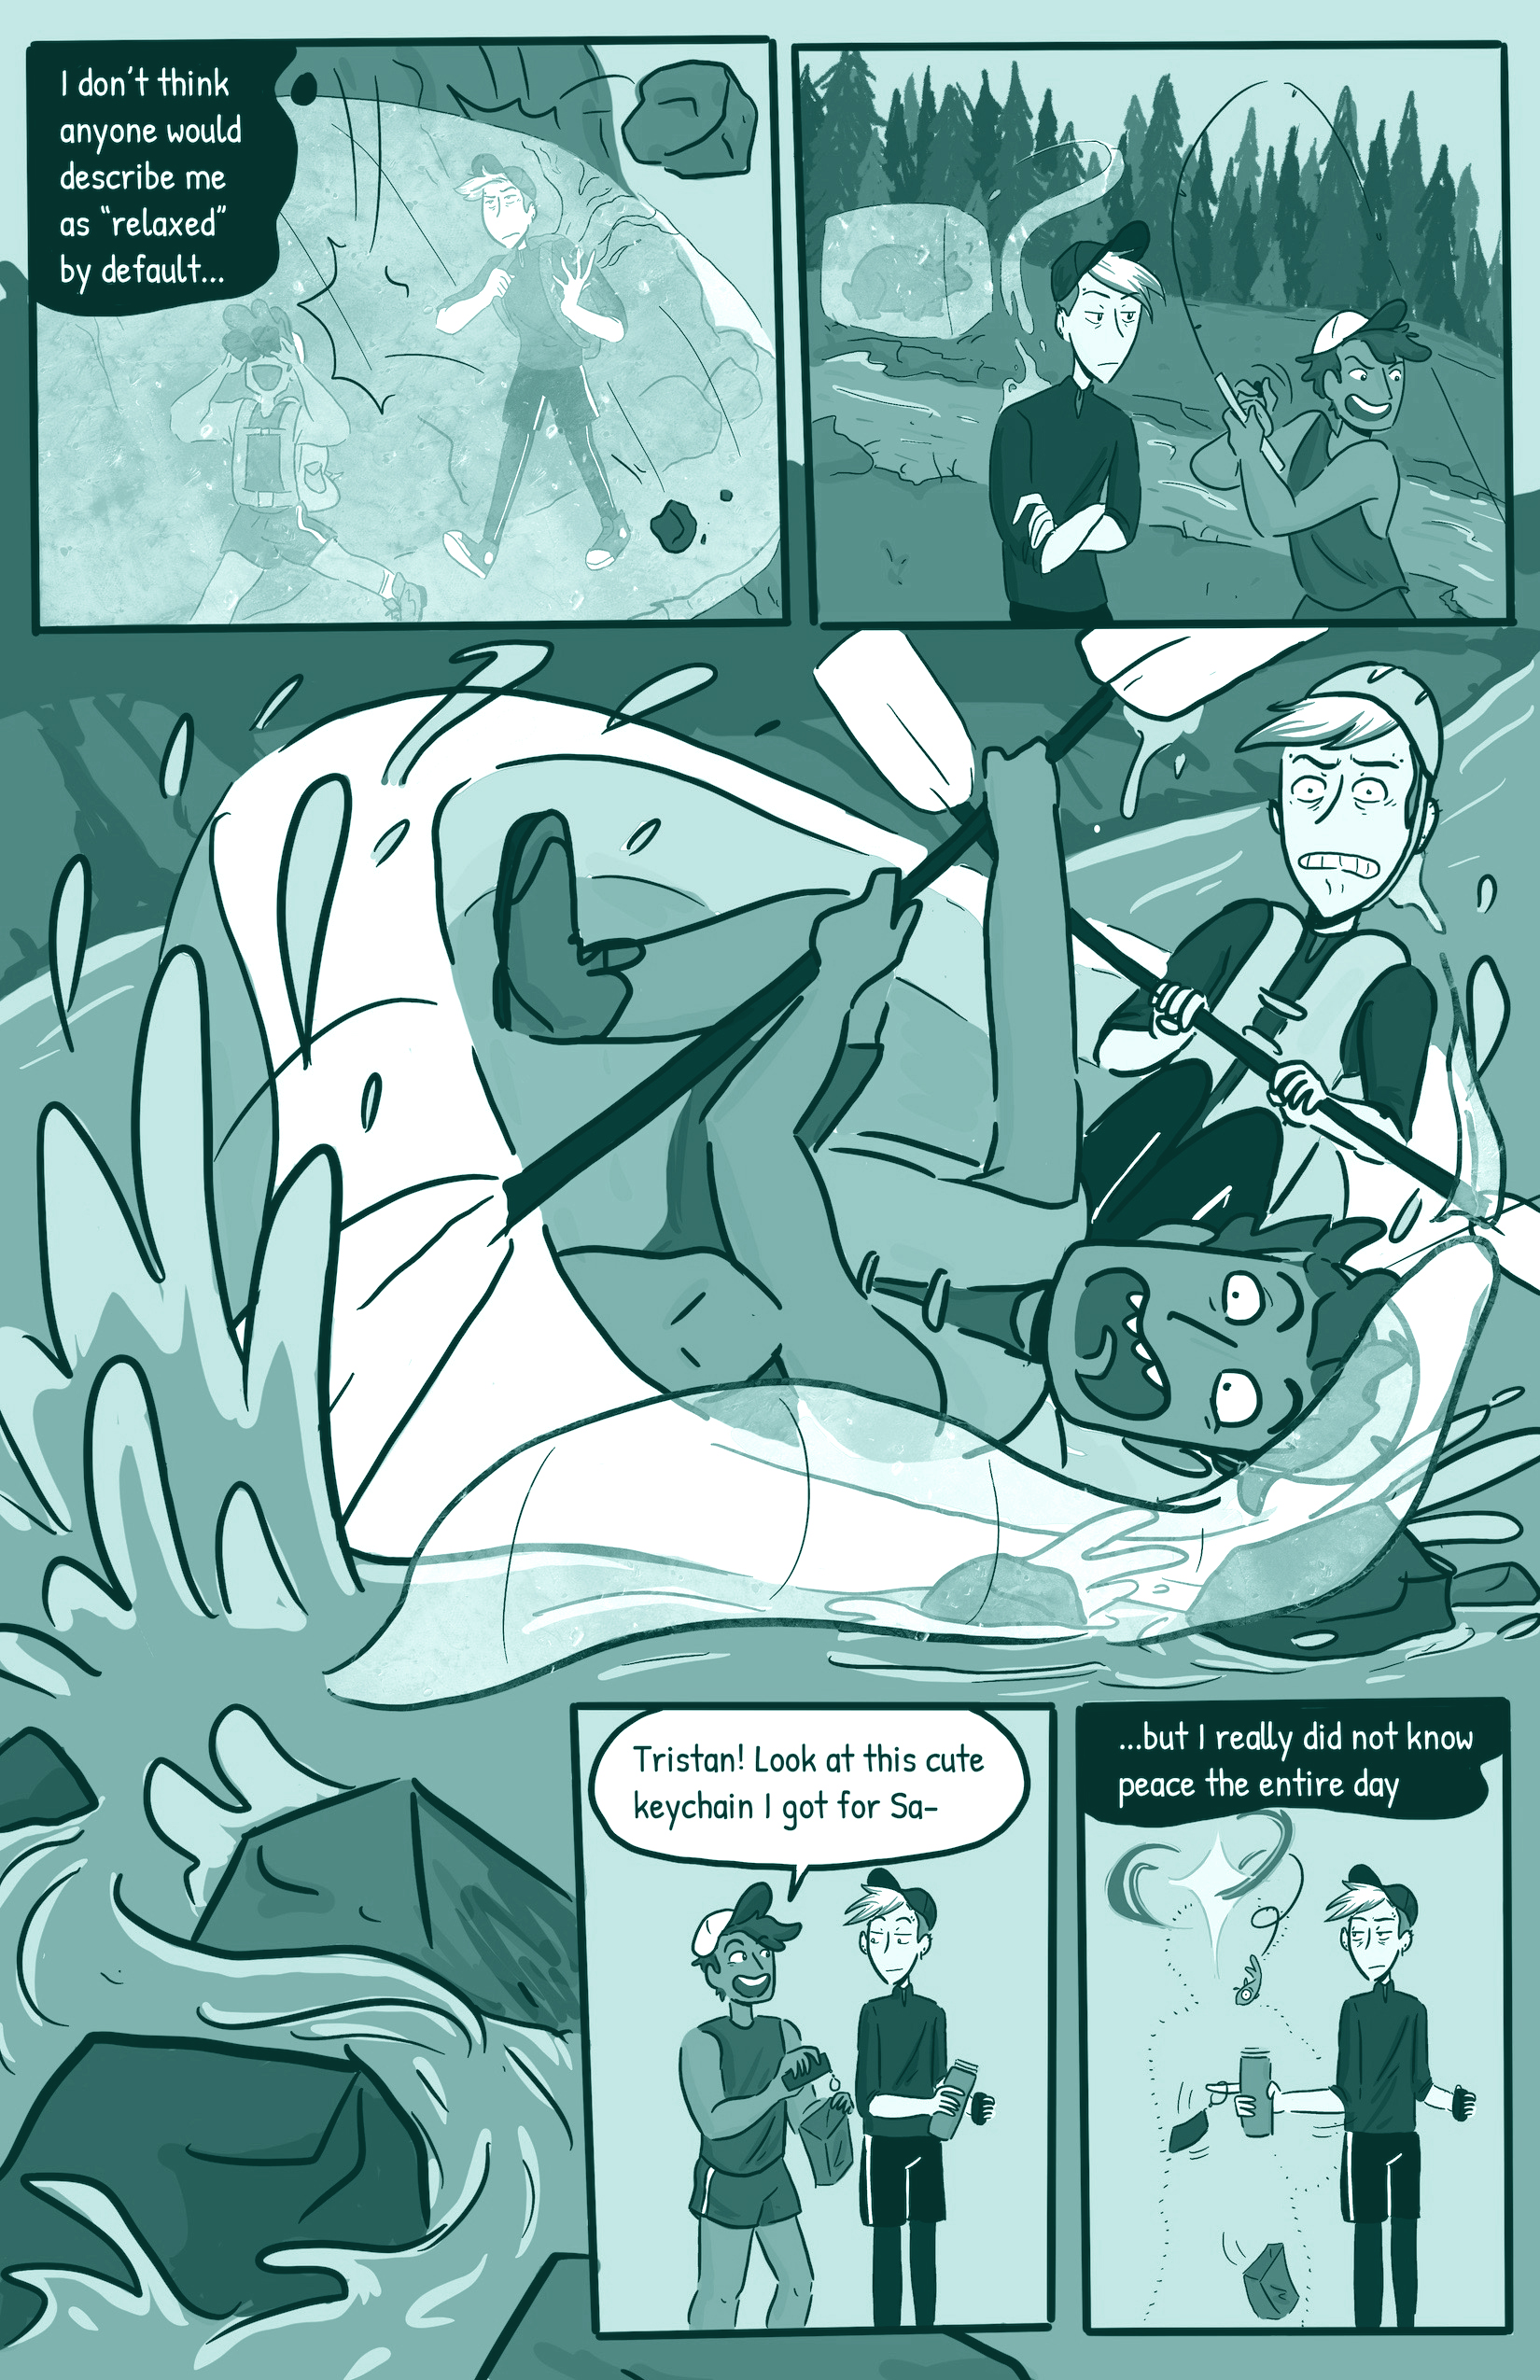 I don't think
anyone would
describe me
as "relaxed"
by default...
Tristan! Look at this cute
keychain I got for Sa-
...but I really did not know
peace the entire day